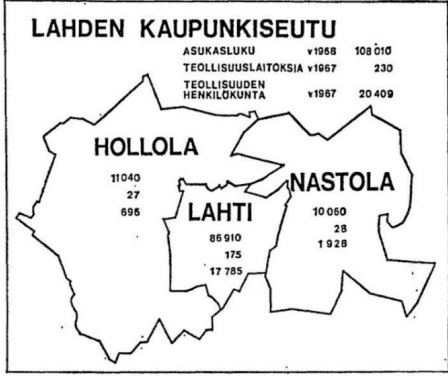 LAHDEN KAUPUNKISEUTU
ASUKASLUKU v1968 108 010
TEOLLISUUSLAITOKSIA v1967 230
TEOLLISUUDEN
HENKILÖKUNTA v1967 20 409
HOLLOLA
11 040
27
696
LAHTI
86 910
175
17 785
NASTOLA
10 060
28
1 928